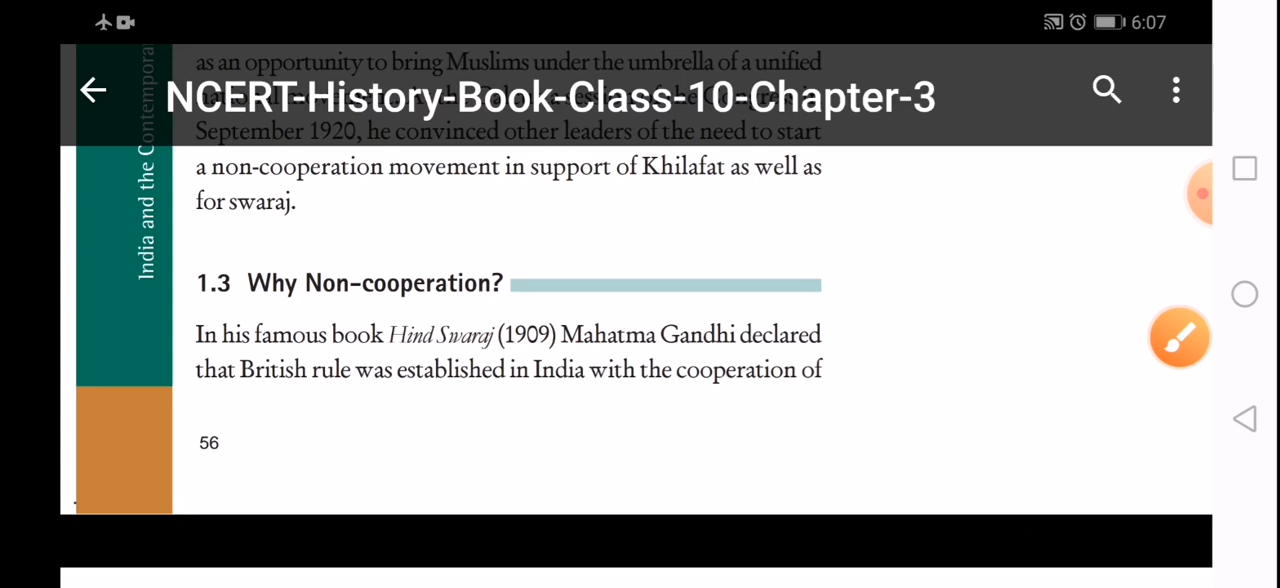 6:07
as an opportunity to bring Muslims under the umbrella of a unified
NCERT-History-Book-Class-10-Chapter-3
September 1920, he convinced other leaders of the need to start
a non-cooperation movement in support of Khilafat as well as
for swaraj.
1.3 Why Non-cooperation?
In his famous book Hind Swaraj (1909) Mahatma Gandhi declared
that British rule was established in India with the cooperation of
56
India and the Contempora